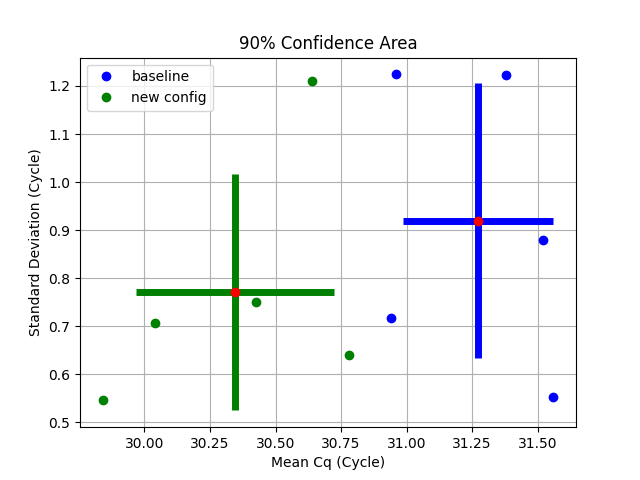 90% Confidence Area
baseline
new config
Standard Deviation (Cycle)
1.2
1.1
1.0
0.9
0.8
0.7
0.6
0.5
30.00 30.25 30.50 30.75 31.00 31.25 31.50
Mean Cq (Cycle)